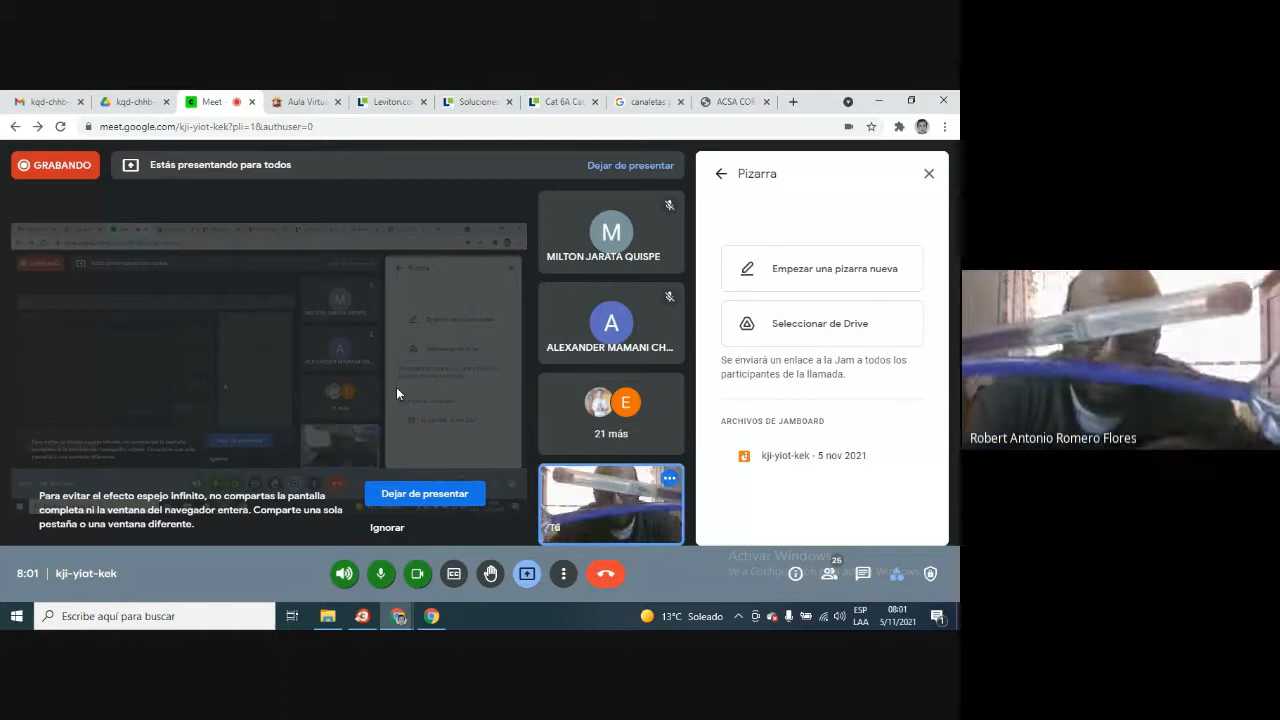 kqd-chhb-
kqd-chhb-
Meet -
Aula Virtu
Leviton.co
Solucione
Cat 6A Ca
canaletas
ACSA COR
meet.google.com/kji-yiot-kek?pli=1&authuser=0
GRABANDO
Estás presentando para todos
Dejar de presentar
Pizarra
M
MILTON JARATA QUISPE
A
ALEXANDER MAMANI CH...
E
21 más
Tú
Para evitar el efecto espejo infinito, no compartas la pantalla
completa ni la ventana del navegador entera. Comparte una sola
pestaña o una ventana diferente.
Dejar de presentar
Ignorar
Empezar una pizarra nueva
Seleccionar de Drive
Se enviará un enlace a la Jam a todos los
participantes de la llamada.
ARCHIVOS DE JAMBOARD
kji-yiot-kek - 5 nov 2021
Robert Antonio Romero Flores
Activar Windows
8:01 | kji-yiot-kek
25
Escribe aquí para buscar
13°C Soleado
ESP
LAA
08:01
5/11/2021
1